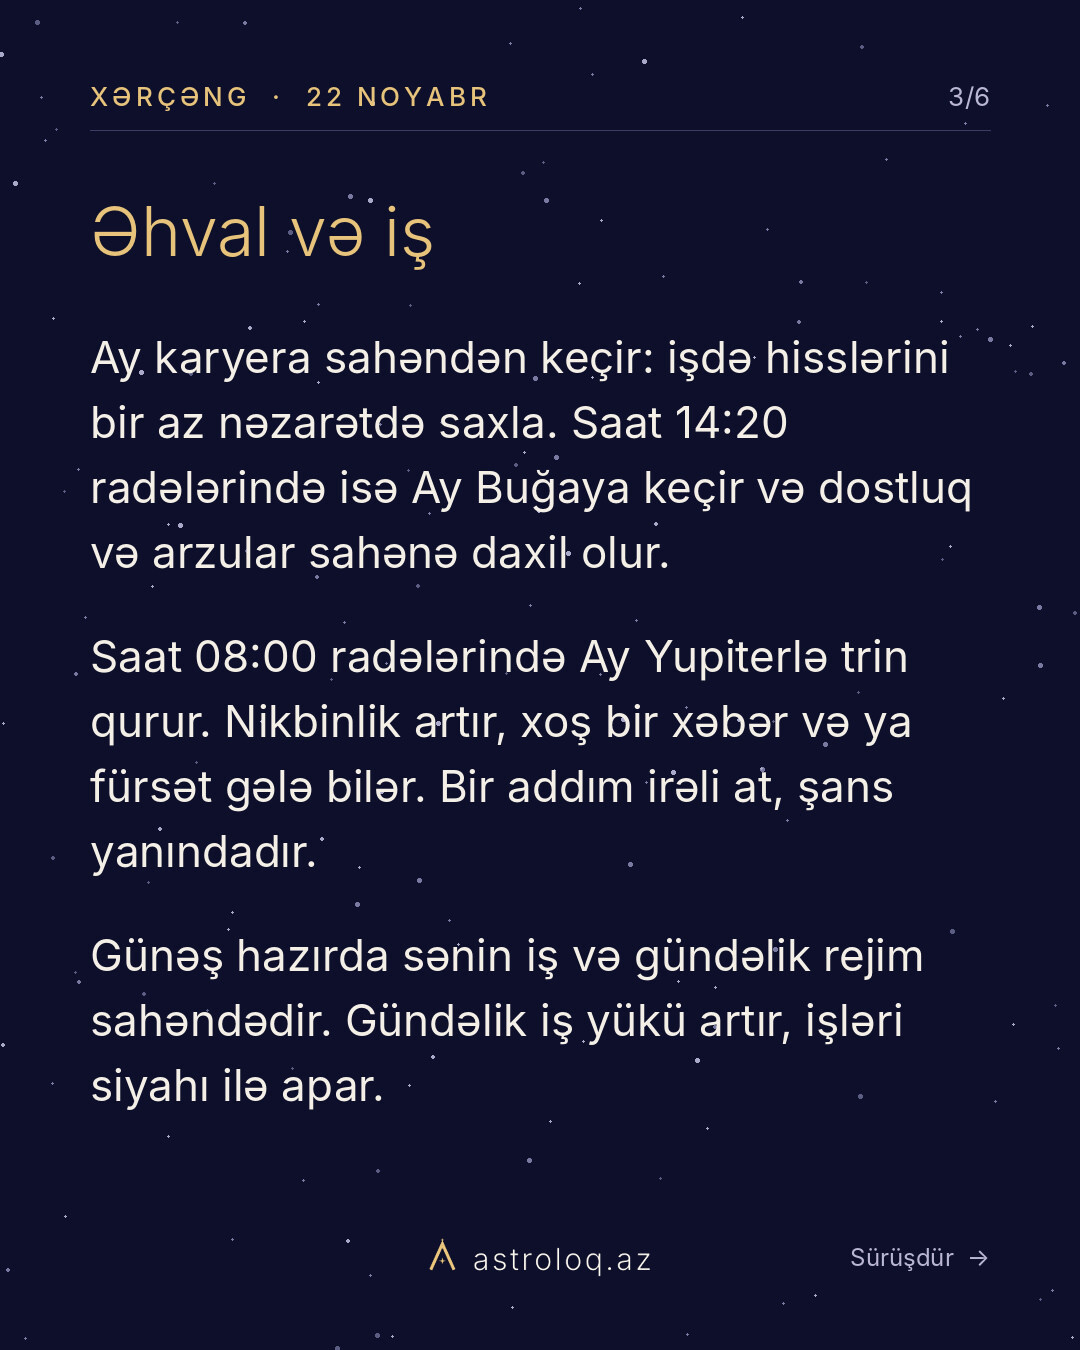 XƏRÇƏNG · 22 NOYABR 3/6
Əhval və iş
Ay karyera sahəndən keçir: işdə hisslərini
bir az nəzarətdə saxla. Saat 14:20
radələrində isə Ay Buğaya keçir və dostluq
və arzular sahənə daxil olur.
Saat 08:00 radələrində Ay Yupiterlə trin
qurur. Nikbinlik artır, xoş bir xəbər və ya
fürsət gələ bilər. Bir addım irəli at, şans
yanındadır.
Günəş hazırda sənin iş və gündəlik rejim
sahəndədir. Gündəlik iş yükü artır, işləri
siyahı ilə apar.
astroloq.az Sürüşdür →